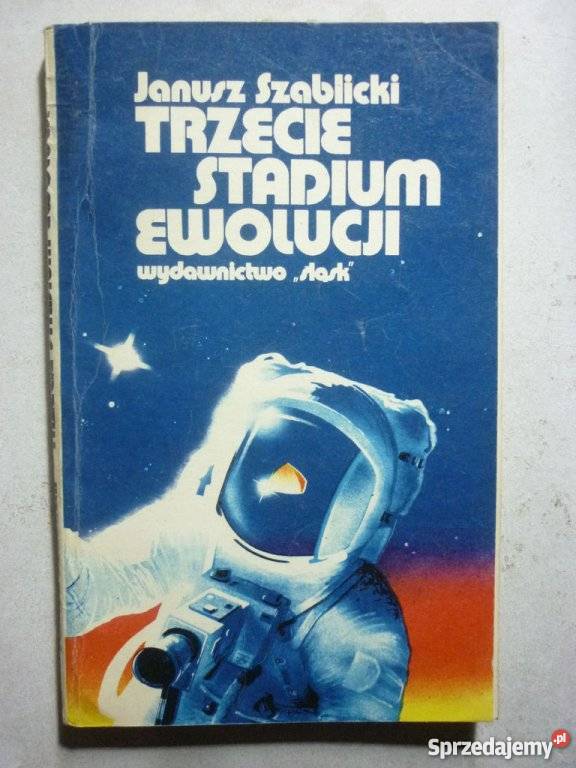 Janusz Szablicki
TRZECIE
STADIUM
EWOLUCJI
wydawnictwo „śląsk”
Sprzedajemy.pl